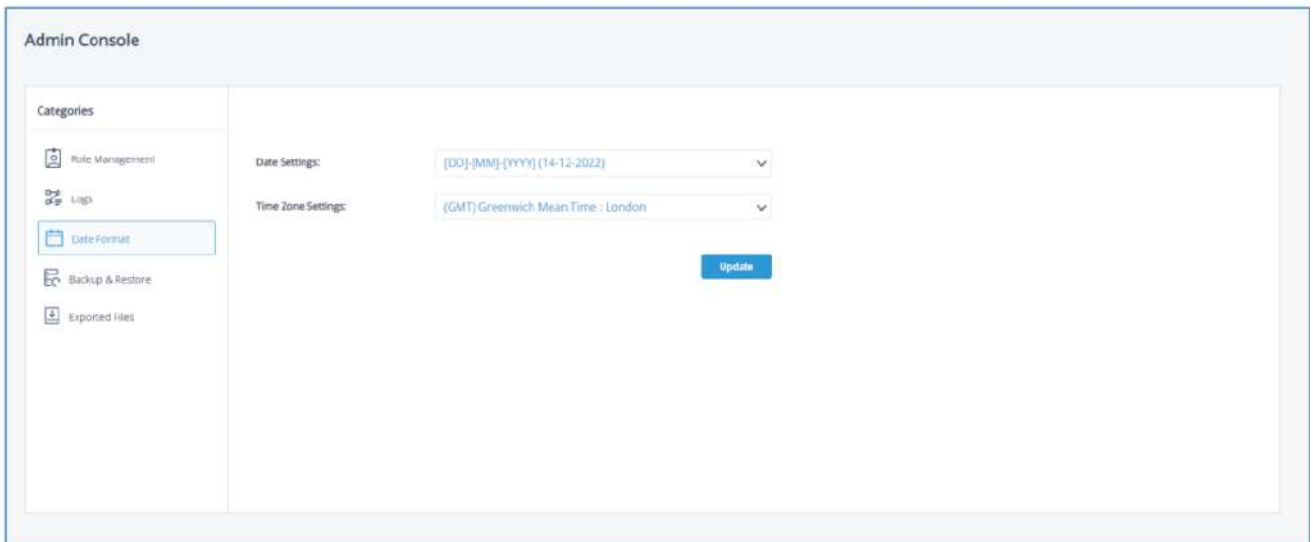 Admin Console
Categories
Role Management
Logs
Date Format
Backup & Restore
Exported Files
Date Settings:
[DD]-[MM]-[YYYY] (14-12-2022)
Time Zone Settings:
(GMT) Greenwich Mean Time : London
Update